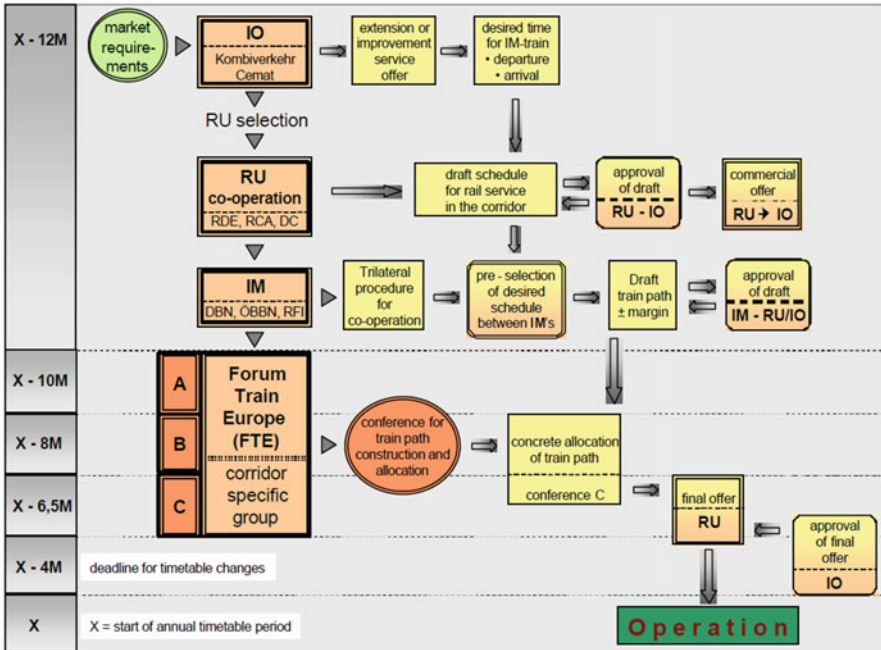 X - 12M
market
require-
ments
IO
Kombiverkehr
Cemat
extension or
improvement
service
offer
desired time
for IM-train
• departure
• arrival
RU selection
RU
co-operation
RDE, RCA, DC
draft schedule
for rail service
in the corridor
approval
of draft
RU - IO
commercial
offer
RU ➔ IO
IM
DBN, ÖBBN, RFI
Trilateral
procedure
for
co-operation
pre - selection
of desired
schedule
between IM's
Draft
train path
± margin
approval
of draft
IM - RU/IO
X - 10M
A
Forum
Train
Europe
(FTE)
X - 8M
B
conference for
train path
construction and
allocation
concrete allocation
of train path
corridor
specific
group
X - 6,5M
C
conference C
final offer
RU
approval
of final
offer
IO
X - 4M
deadline for timetable changes
X
X = start of annual timetable period
Operation